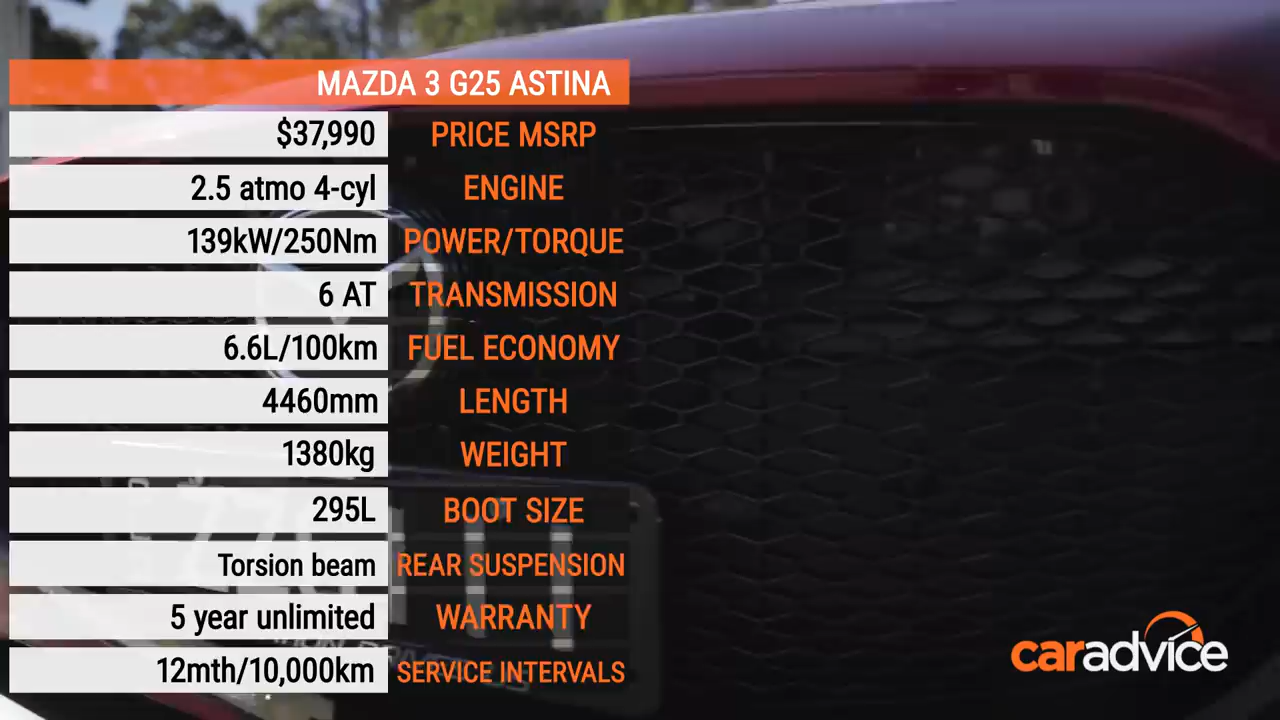 MAZDA 3 G25 ASTINA
$37,990 PRICE MSRP
2.5 atmo 4-cyl ENGINE
139kW/250Nm POWER/TORQUE
6 AT TRANSMISSION
6.6L/100km FUEL ECONOMY
4460mm LENGTH
1380kg WEIGHT
295L BOOT SIZE
Torsion beam REAR SUSPENSION
5 year unlimited WARRANTY
12mth/10,000km SERVICE INTERVALS
caradvice